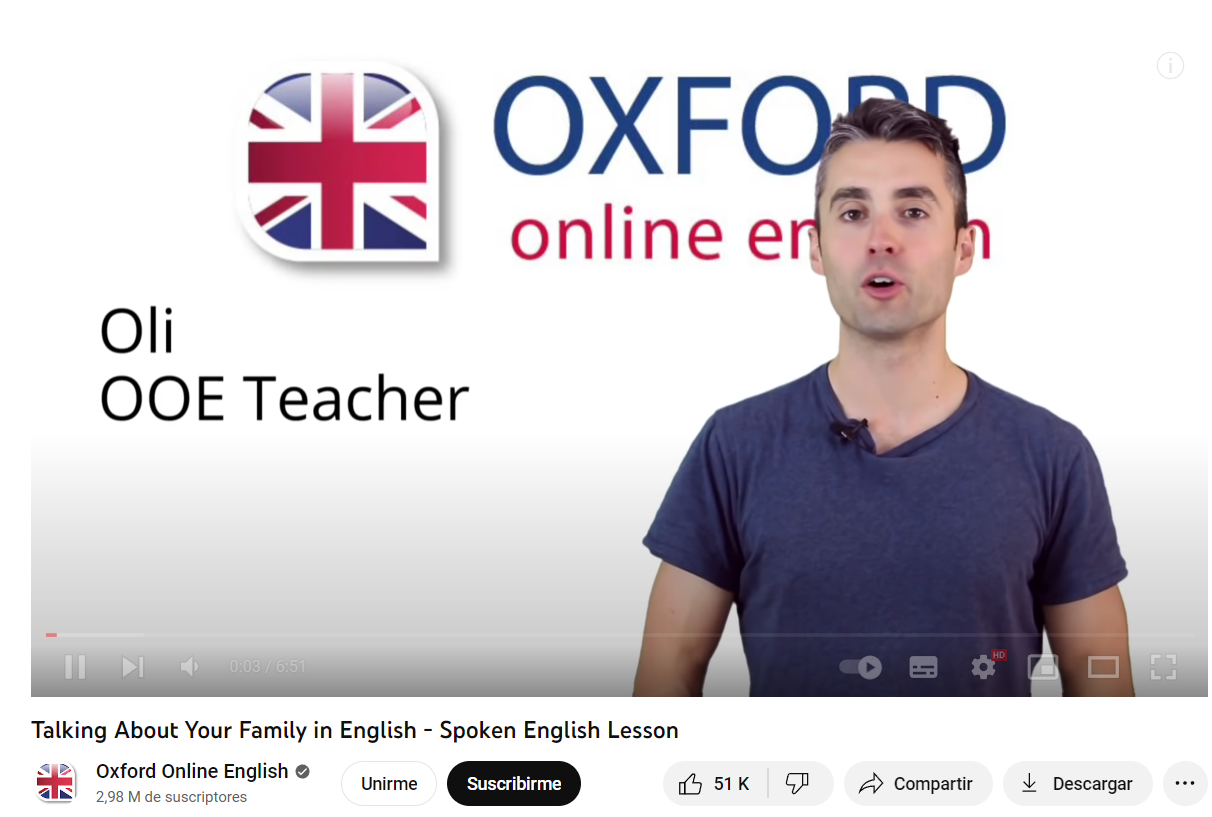 OXFORD
online en
Oli
OOE Teacher
0:03 / 6:51
HD
Talking About Your Family in English - Spoken English Lesson
Oxford Online English
2,98 M de suscriptores
Unirme
Suscribirme
51 K
Compartir
Descargar